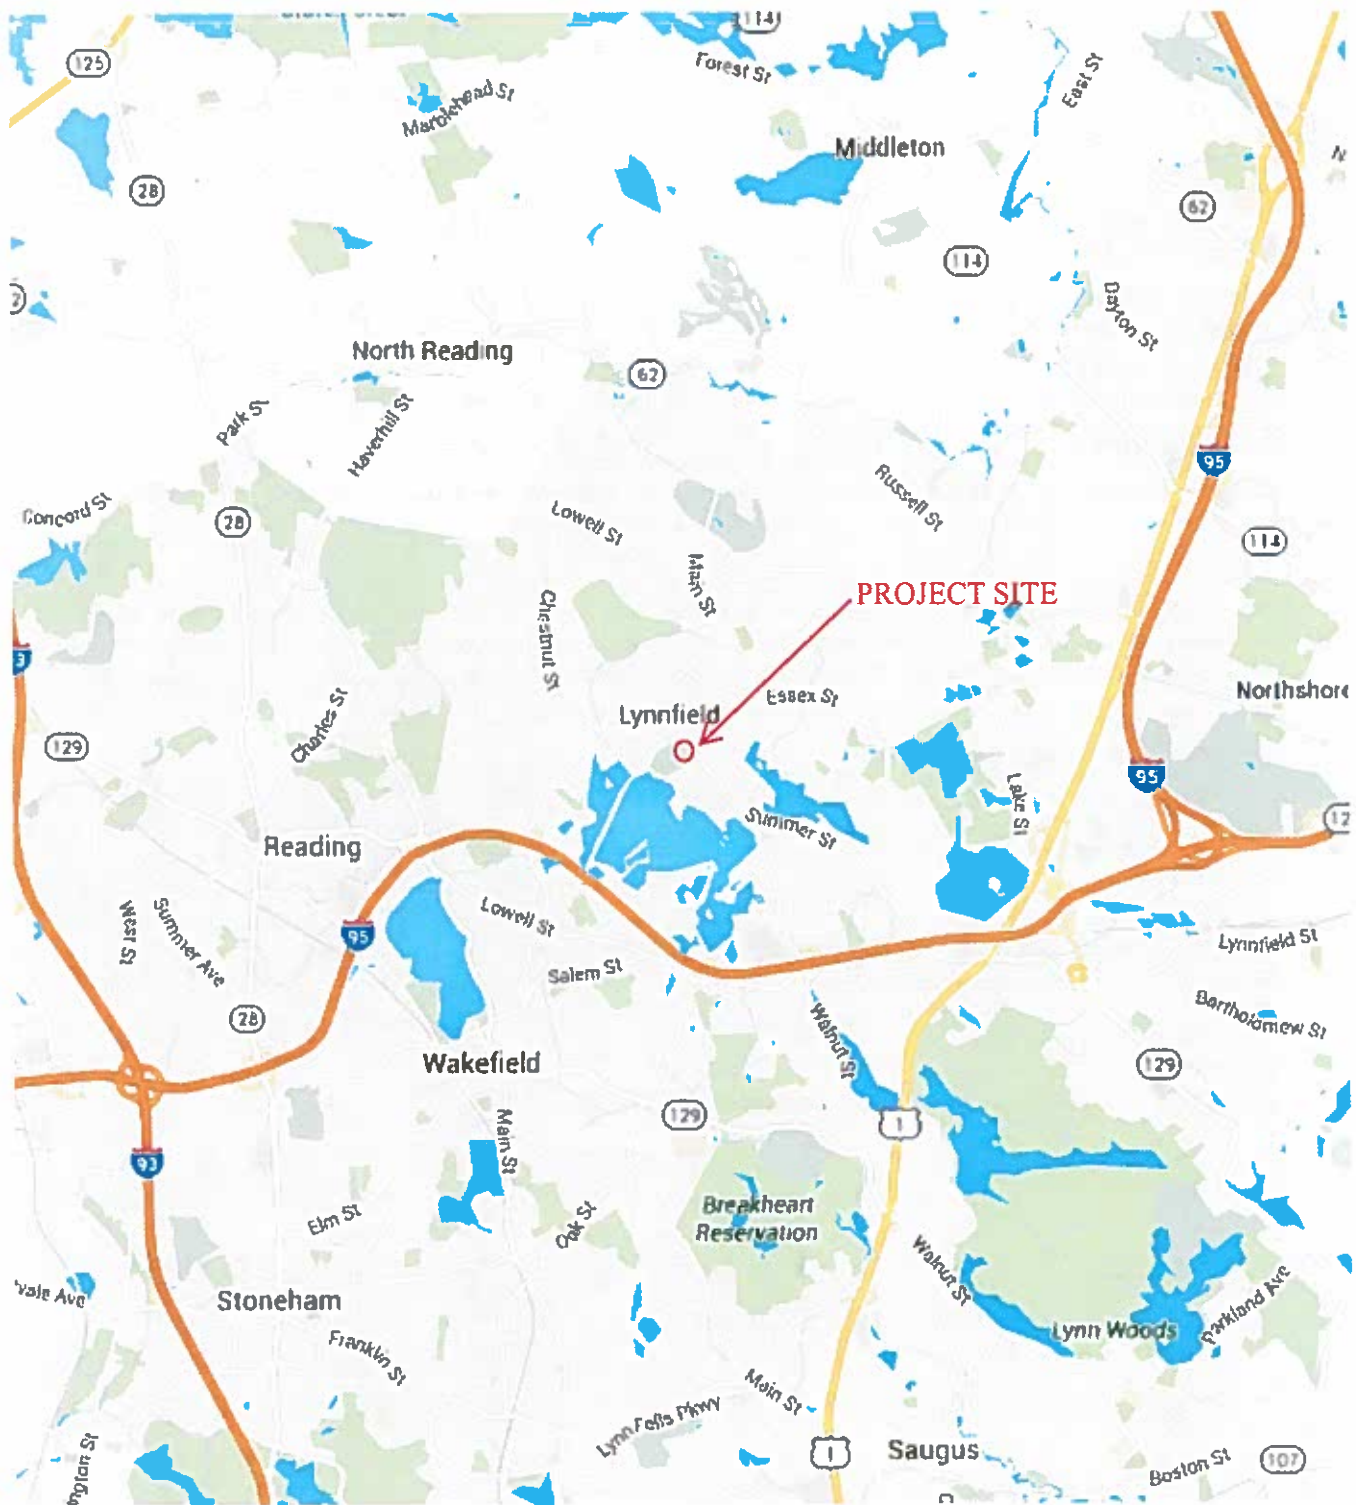 114
125
Forest St
East St
Marblehead St
Middleton
28
62
114
Dayton St
North Reading
62
Park St
Haverhill St
95
Russell St
Concord St
28
Lowell St
114
Main St
PROJECT SITE
Chestnut St
Northshore
Essex St
Lynnfield
Charles St
129
95
Lake St
Summer St
Reading
Lowell St
West St
Summer Ave
95
Lynnfield St
Salem St
28
Bartholomew St
Walnut St
Wakefield
129
129
1
Main St
93
Breakheart
Reservation
Elm St
Oak St
Walnut St
Parkland Ave
vale Ave
Stoneham
Lynn Woods
Franklin St
Main St
Lynn Fells Pkwy
1
Saugus
Boston St
107
ington St